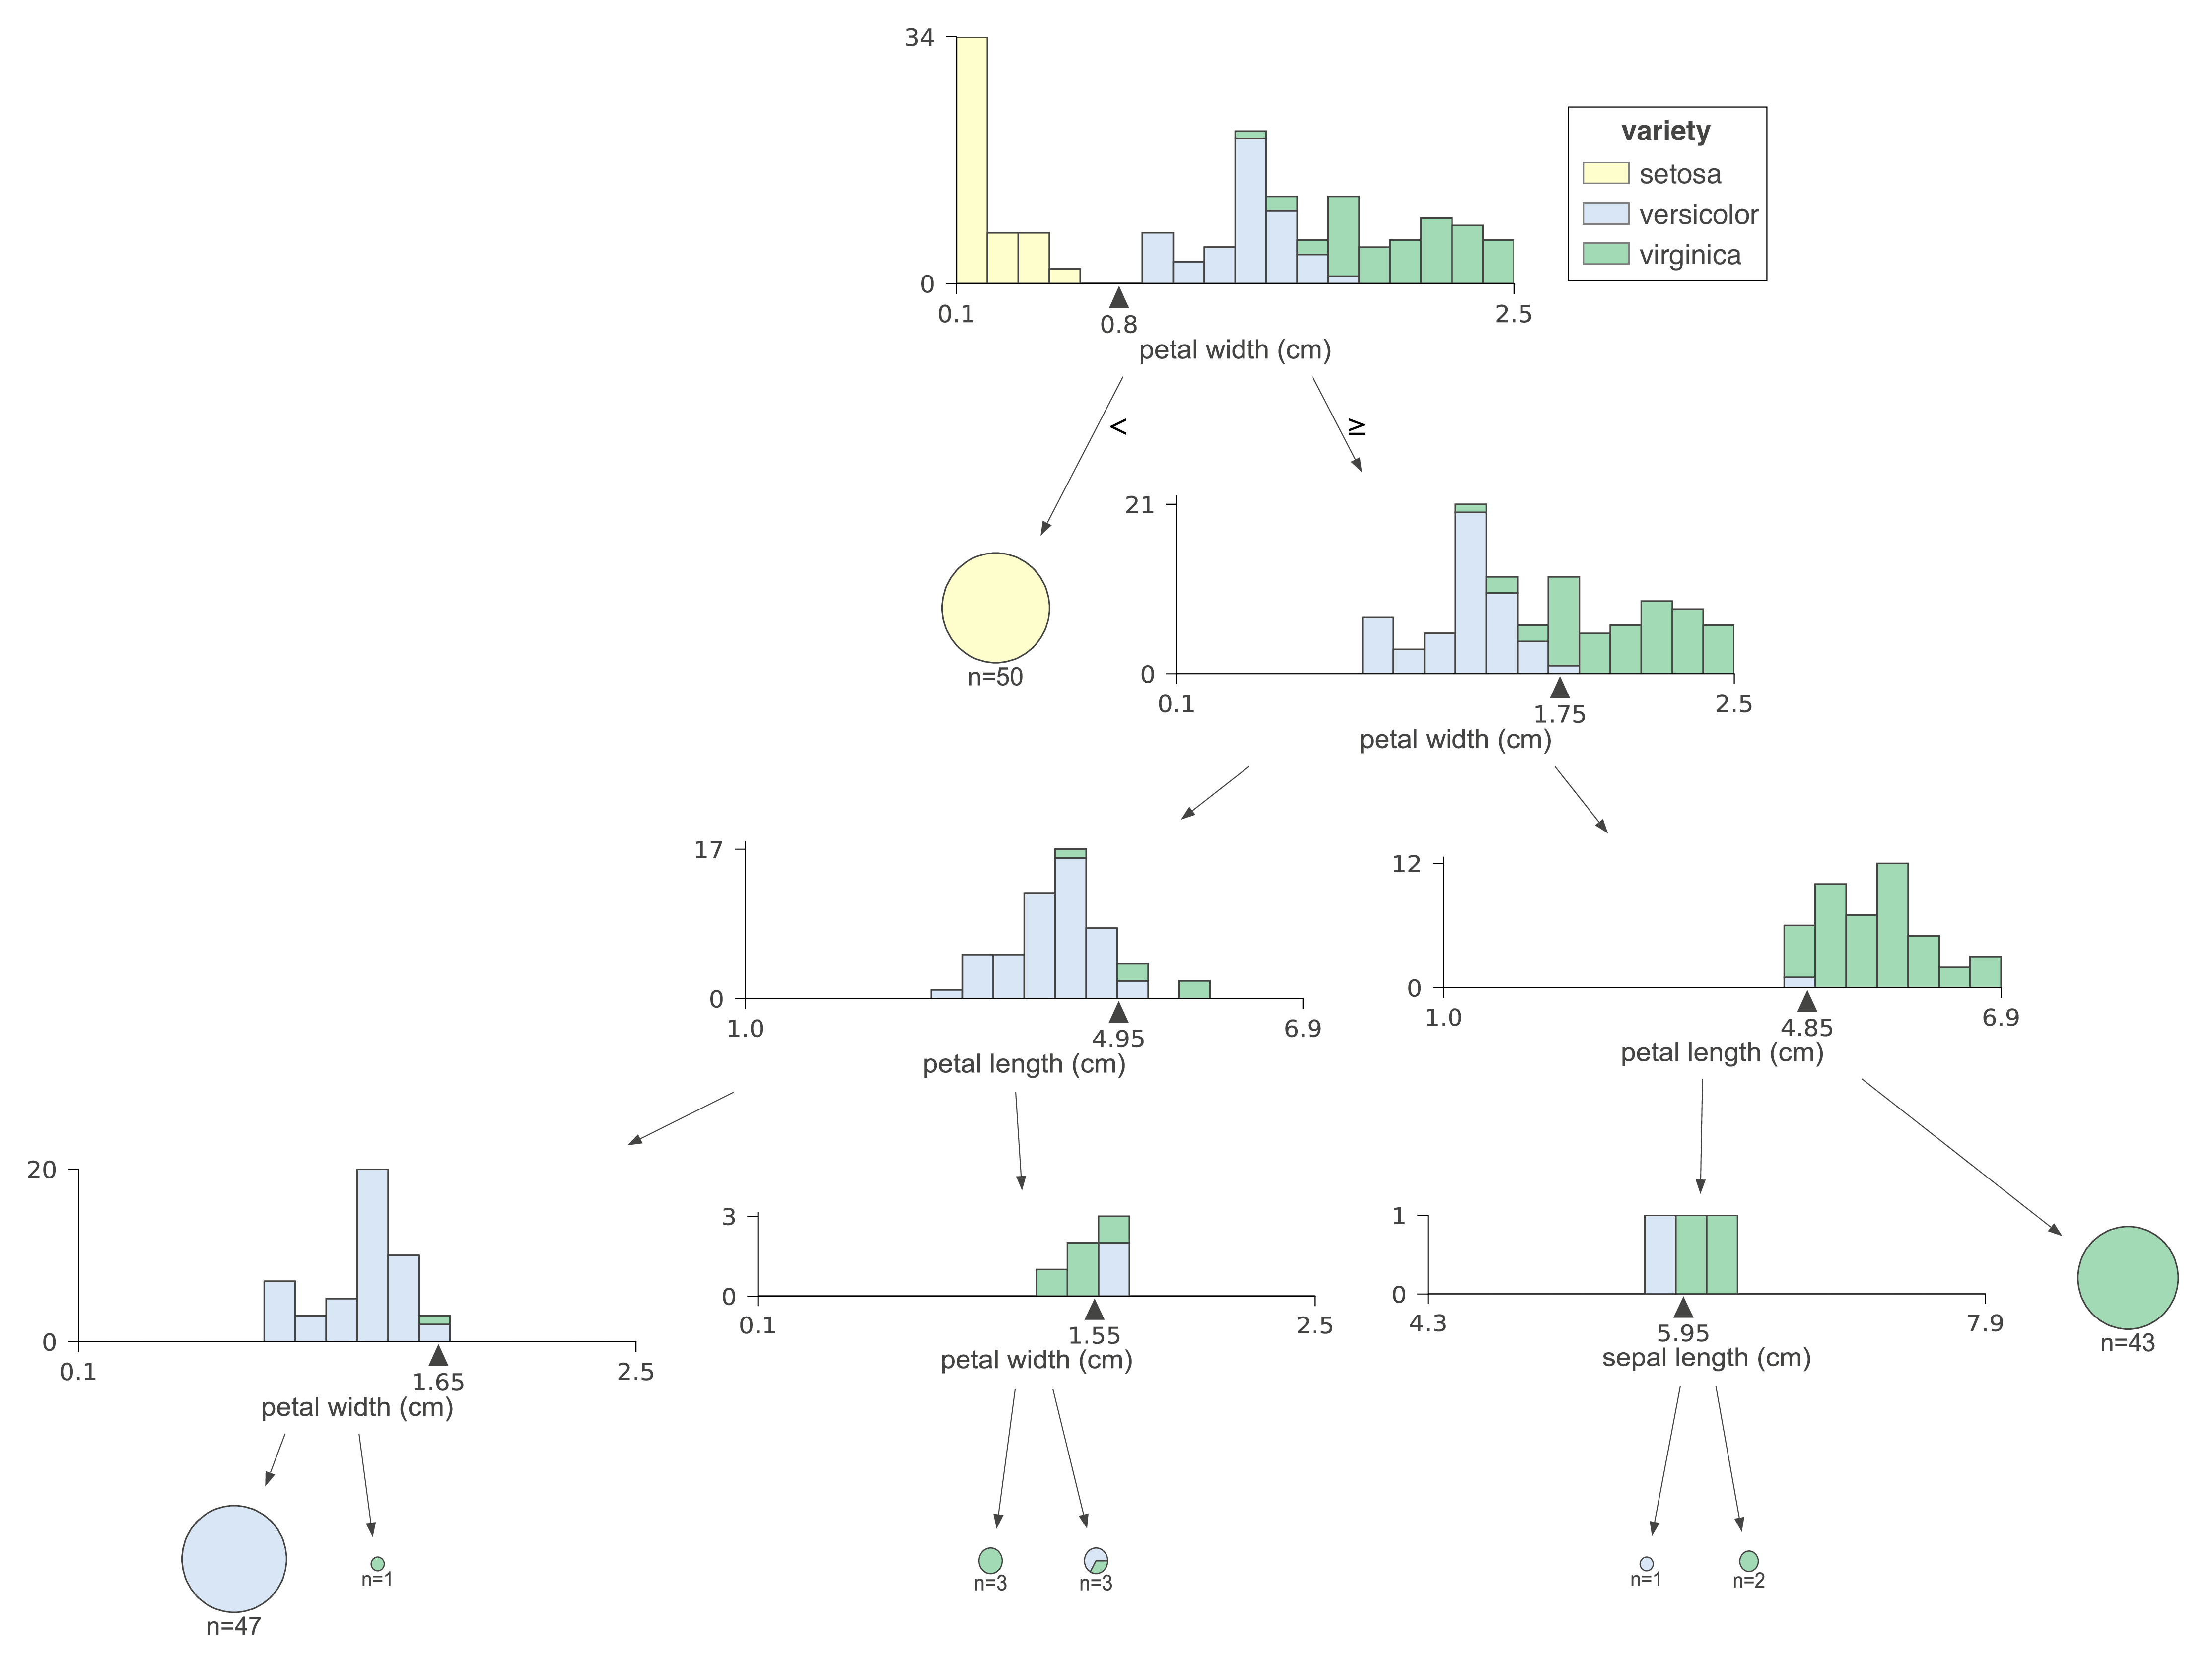 34
0
0.1
0.8
2.5
petal width (cm)
variety
setosa
versicolor
virginica
<
≥
n=50
21
0
0.1
1.75
2.5
petal width (cm)
17
0
1.0
4.95
6.9
petal length (cm)
12
0
1.0
4.85
6.9
petal length (cm)
20
0
0.1
1.65
2.5
petal width (cm)
3
0
0.1
1.55
2.5
petal width (cm)
1
0
4.3
5.95
7.9
sepal length (cm)
n=43
n=47
n=1
n=3
n=3
n=1
n=2